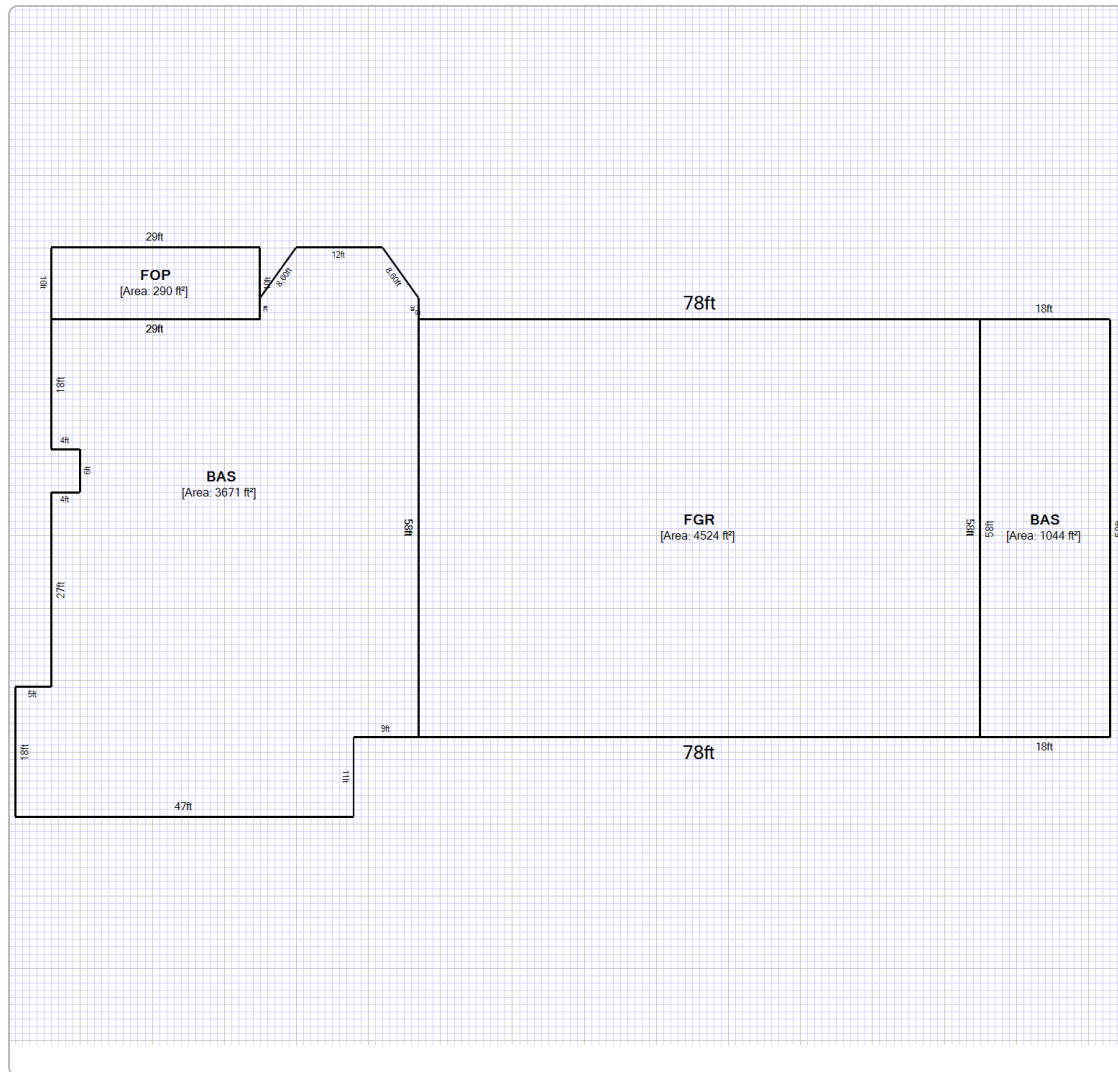 29ft
12ft
8.60ft
8.60ft
FOP
[Area: 290 ft²]
10ft
29ft
78ft
18ft
18ft
4ft
6ft
4ft
BAS
[Area: 3671 ft²]
58ft
FGR
[Area: 4524 ft²]
58ft
58ft
BAS
[Area: 1044 ft²]
27ft
5ft
18ft
9ft
11ft
78ft
18ft
47ft